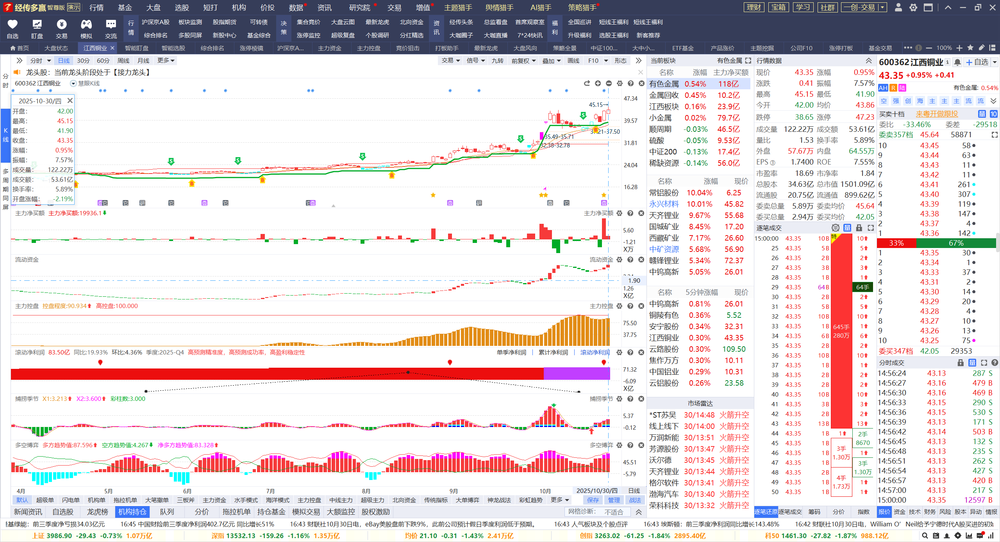 经传多赢 智尊版 演示 行情 基金 大盘 选股 短打 机构 价投 数据 资讯 研究院 交易 增值 主题猎手 舆情猎手 AI猎手 策略猎手 理财 宝箱 学习 社群 一创-交易
自选 盯盘 交易 模拟 交流
行情 沪深京A股 板块监测 股指期货 可转债 决策 集合竞价 大盘云图 最新龙虎 北向资金 资讯 经传头条 总监看盘 首席观察室 福利 全国巡讲 短线王福利 短线王福利
综合排名 多股同屏 新股中心 基金综合 涨停监控 超级复盘 个股调研 分红精选 大咖圈子 大咖直播 7*24快讯 升级福利 选股王福利 新客推荐
首页 大盘状态 江西铜业 智能盯盘 智能选股 综合排名 涨停棱镜 沪深京A... 主力资金 主力控盘 竞价狙击 打板助手 最新龙虎 大盘风向 策略全景 中证100... 大中小... ETF基金 产品涨价 主题挖掘 公司F10 涨停打板 基金交易 100%
分时 日线 30分 60分 周线 月线 更多 交易 信号 九转 前复权 叠加 画线 F10 形态
龙头股：当前龙头阶段处于【接力龙头】
600362 江西铜业 慧眼K线
分时
K线
多周期同屏
2025-10-30/四
开盘: 42.00
最高: 45.15
最低: 41.90
收盘: 43.35
涨幅: 0.95%
振幅: 7.57%
成交量: 122.22万
成交额: 53.61亿
换手率: 5.89%
开盘涨幅: -2.19%
45.15→
35.49-35.71
32.38-32.78
47.34
39.57
31.81
24.04
16.28
主力净买额 主力净买额:19936.1 主力净买额
5.60
-1.21
X万
流动资金 流动资金
1.90
1.26
X亿
主力控盘 控盘程度:90.934 高控盘:100.000 主力控盘
75.50
37.75
滚动净利润 83.50亿 同比:19.93% 环比:4.36% 季度:2025-Q4 高预测精准度，高预测成功率，高盈利稳定性 单季净利润 累计净利润 滚动净利润
71.32
-6.09
X亿
捕捞季节 X1:3.213 X2:3.600 彩柱数:3.000 捕捞季节
5.37
-0.12
多空博弈 多方趋势值:87.596 空方趋势值:4.267 净多方趋势值:83.328 多空博弈
45.51
-5.79
4月 5月 6月 7月 8月 9月 10月 2025/10/30/四 日线
默认 超级单 闪电单 机构单 拖拉机单 大笔撤单 三板斧 主力资金 水手模式 海洋模式 主力控盘 中线主力 超级主力 北向资金 传统指标 大单博弈 神龙战法 彩虹趋势 更多 保存 管理 战法
新闻资讯 自选股 龙虎榜 机构持仓 队列 分价 拖拉机单 持仓基金 模拟交易 大额监控 股权激励 网格诊断: 不适合
当前板块 有色金属
名称 涨幅 主力净买额
有色金属 0.54% 118亿
金属回收 0.45% 10.2亿
江西板块 0.16% 23.9亿
小金属 0.02% 79.7亿
顺周期 -0.03% 46.5亿
硫酸 -0.05% 9.53亿
中证200 -0.13% 17.4亿
稀缺资源 -0.14% 56.0亿
名称 涨幅 现价
常铝股份 10.04% 6.25
永兴材料 10.01% 45.82
天齐锂业 9.67% 55.68
国城矿业 8.45% 17.20
西藏矿业 7.17% 26.60
中矿资源 5.68% 56.90
赣锋锂业 5.34% 72.37
中钨高新 5.05% 26.01
名称 5分钟涨幅 现价
中钨高新 0.81% 26.01
铜陵有色 0.36% 5.52
安宁股份 0.34% 32.31
江西铜业 0.30% 43.35
云路股份 0.30% 109.50
焦作万方 0.30% 10.11
中国铝业 0.29% 10.31
云铝股份 0.26% 23.58
市场雷达
*ST苏吴 30/14:48 火箭升空
线上线下 30/14:00 火箭升空
万润新能 30/13:51 火箭升空
芳源股份 30/13:47 火箭升空
沃尔德 30/13:45 火箭升空
天齐锂业 30/13:44 火箭升空
格尔软件 30/13:41 火箭升空
渤海汽车 30/13:40 火箭升空
荣科科技 30/13:32 火箭升空
行情数据
现价 43.35 涨幅 0.95%
涨跌 0.41 振幅 7.57%
最高 45.15 最低 41.90
今开 42.00 均价 43.86
跌停 38.65 涨停 47.23
成交量 122.22万 成交额 53.61亿
量比 1.53 换手率 5.89%
外盘 57.67万 内盘 64.55万
EPS③ 1.7400 ROE 7.55%
市盈率 18.69 市净率 1.84
总股本 34.63亿 总市值 1501.09亿
流通股 20.75亿 流通值 899.62亿
委卖总量 5.89万 委卖均价 45.64
委买总量 2.94万 委买均价 42.05
逐笔成交 单 量
15:00:00 43.35 10 B 特 10
25 43.35 5 B 5
26 43.35 2 B 2
27 43.35 3 B 3
28 43.35 1 B 1
29 43.35 64 B 64手
30 43.35 2 B 2
31 43.35 5 B 5
32 43.35 10 B 10
33 43.35 1 B 645手 1
34 43.35 6 B 280万 6
35 43.35 2 B 2
36 43.35 10 B 10
37 43.35 1 B 1
38 43.35 2 B 2
39 43.35 6 B 6
40 43.35 10 B 10
41 43.35 3 B 3
42 43.35 2 B 2
43 43.35 13 B 13
44 43.35 1 B 1 2手
45 43.35 1 B 3手 8670
46 43.35 1 B 1.30万 1
47 43.35 1 B 3手
48 43.35 2 B 4手 1.30万
49 43.35 1 B 1.73万 1
50 43.35 1 B 1
逐笔还原 逐笔成交 筹码 分价 指数
600362 江西铜业 自选
43.35 +0.95% +0.41
AH R 陆 有色金属: 0.54%
空 强 创 海 主 主 主 流 流
买卖十档 来粤开做跟投 量 10
委比 -33.46% 委差 -29518
委卖357档 45.64 58871
10 43.45 58
9 43.44 63
8 43.43 11
7 43.42 11
6 43.41 261
5 43.40 307
4 43.39 119
3 43.38 147
2 43.37 4
1 43.36 142
33% 67%
1 43.35 30
2 43.34 1
3 43.33 37
4 43.31 2
5 43.30 14
6 43.29 20
7 43.28 4
8 43.27 10
9 43.26 13
10 43.25 75
委买347档 42.05 29353
分时成交 量
14:56:24 43.13 287 S
14:56:27 43.16 479 B
14:56:30 43.16 469 B
14:56:33 43.15 290 S
14:56:36 43.15 530 S
14:56:39 43.13 171 S
14:56:42 43.14 503 B
14:56:45 43.13 132 S
14:56:48 43.13 235 S
14:56:51 43.13 262 S
14:56:54 43.13 427 S
14:56:57 43.13 420 B
14:57:00 43.13 217 S
15:00:00 43.35 12597 B
报价 资金 技术 财务 风险 股本 异动 情报
基绿能：前三季度净亏损34.03亿元 16:45 中国财险前三季度净利润402.7亿元 同比增长51% 16:43 财联社10月30日电，eBay美股盘前下跌9%，此前公司预计假日季度利润低于预期。 16:43 人气板块及个股点评 16:43 埃斯顿：前三季度净利润同比增长143.48% 16:42 财联社10月30日电，William O’Neil给予宁德时代A股买进的初始
上证 3986.90 -29.43 -0.73% 1.07万亿 深指 13532.13 -159.26 -1.16% 1.35万亿 均价 21.10 -0.31 -1.43% 2.41万亿 创指 3263.02 -61.25 -1.84% 2895.40亿 科50 1461.30 -27.82 -1.87% 988.12亿